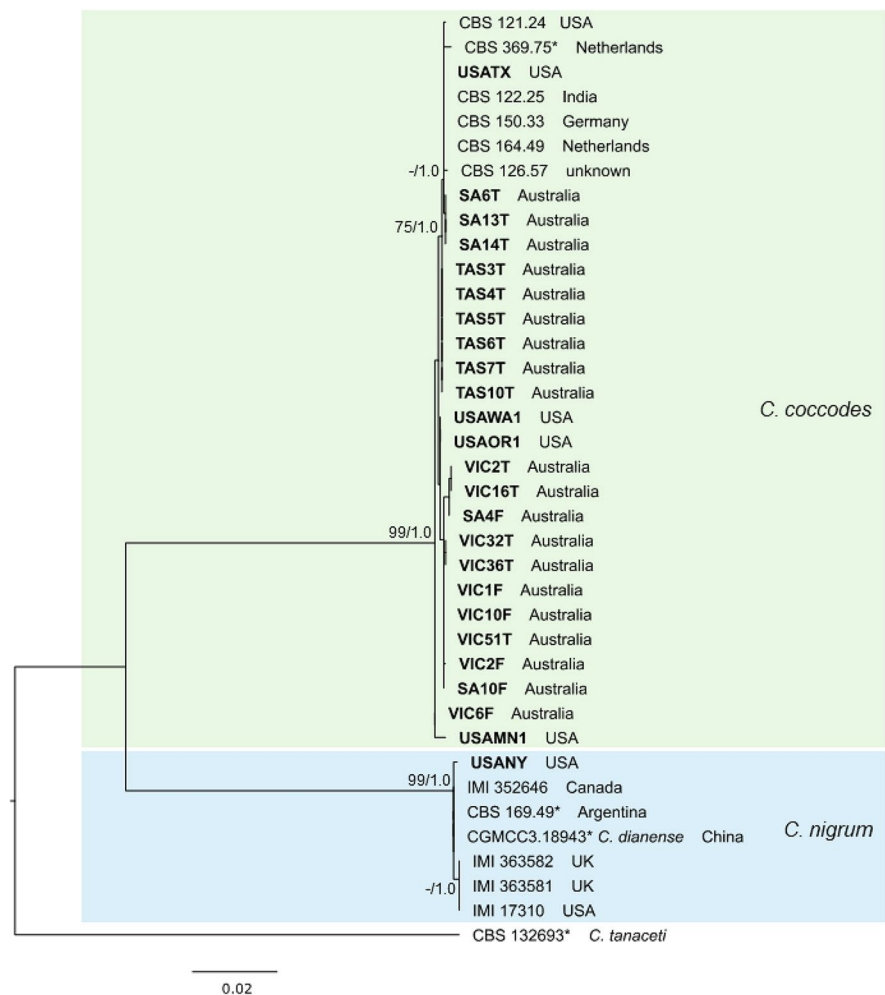 CBS 121.24 USA
CBS 369.75* Netherlands
USATX USA
CBS 122.25 India
CBS 150.33 Germany
CBS 164.49 Netherlands
-/1.0 CBS 126.57 unknown
SA6T Australia
75/1.0 SA13T Australia
SA14T Australia
TAS3T Australia
TAS4T Australia
TAS5T Australia
TAS6T Australia
TAS7T Australia
TAS10T Australia
C. coccodes
USAWA1 USA
USAOR1 USA
VIC2T Australia
VIC16T Australia
SA4F Australia
99/1.0 VIC32T Australia
VIC36T Australia
VIC1F Australia
VIC10F Australia
VIC51T Australia
VIC2F Australia
SA10F Australia
VIC6F Australia
USAMN1 USA
USANY USA
99/1.0 IMI 352646 Canada
CBS 169.49* Argentina
C. nigrum
CGMCC3.18943* C. dianense China
IMI 363582 UK
-/1.0 IMI 363581 UK
IMI 17310 USA
CBS 132693* C. tanaceti
0.02